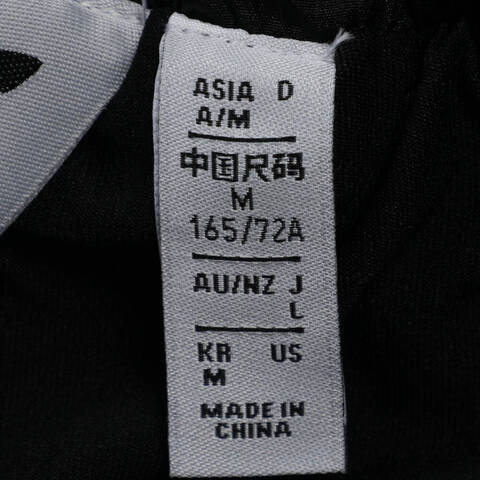 ASIA D
A/M
中国尺码
M
165/72A
AU/NZ J
L
KR US
M
MADE IN
CHINA